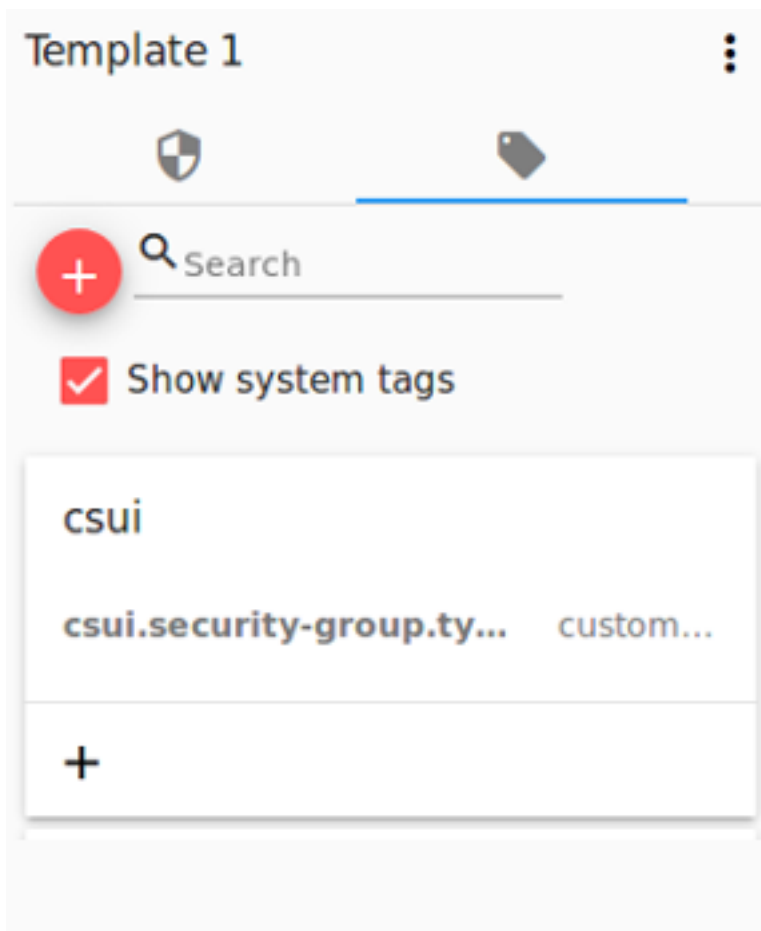 Template 1
Search
Show system tags
csui
csui.security-group.ty... custom...